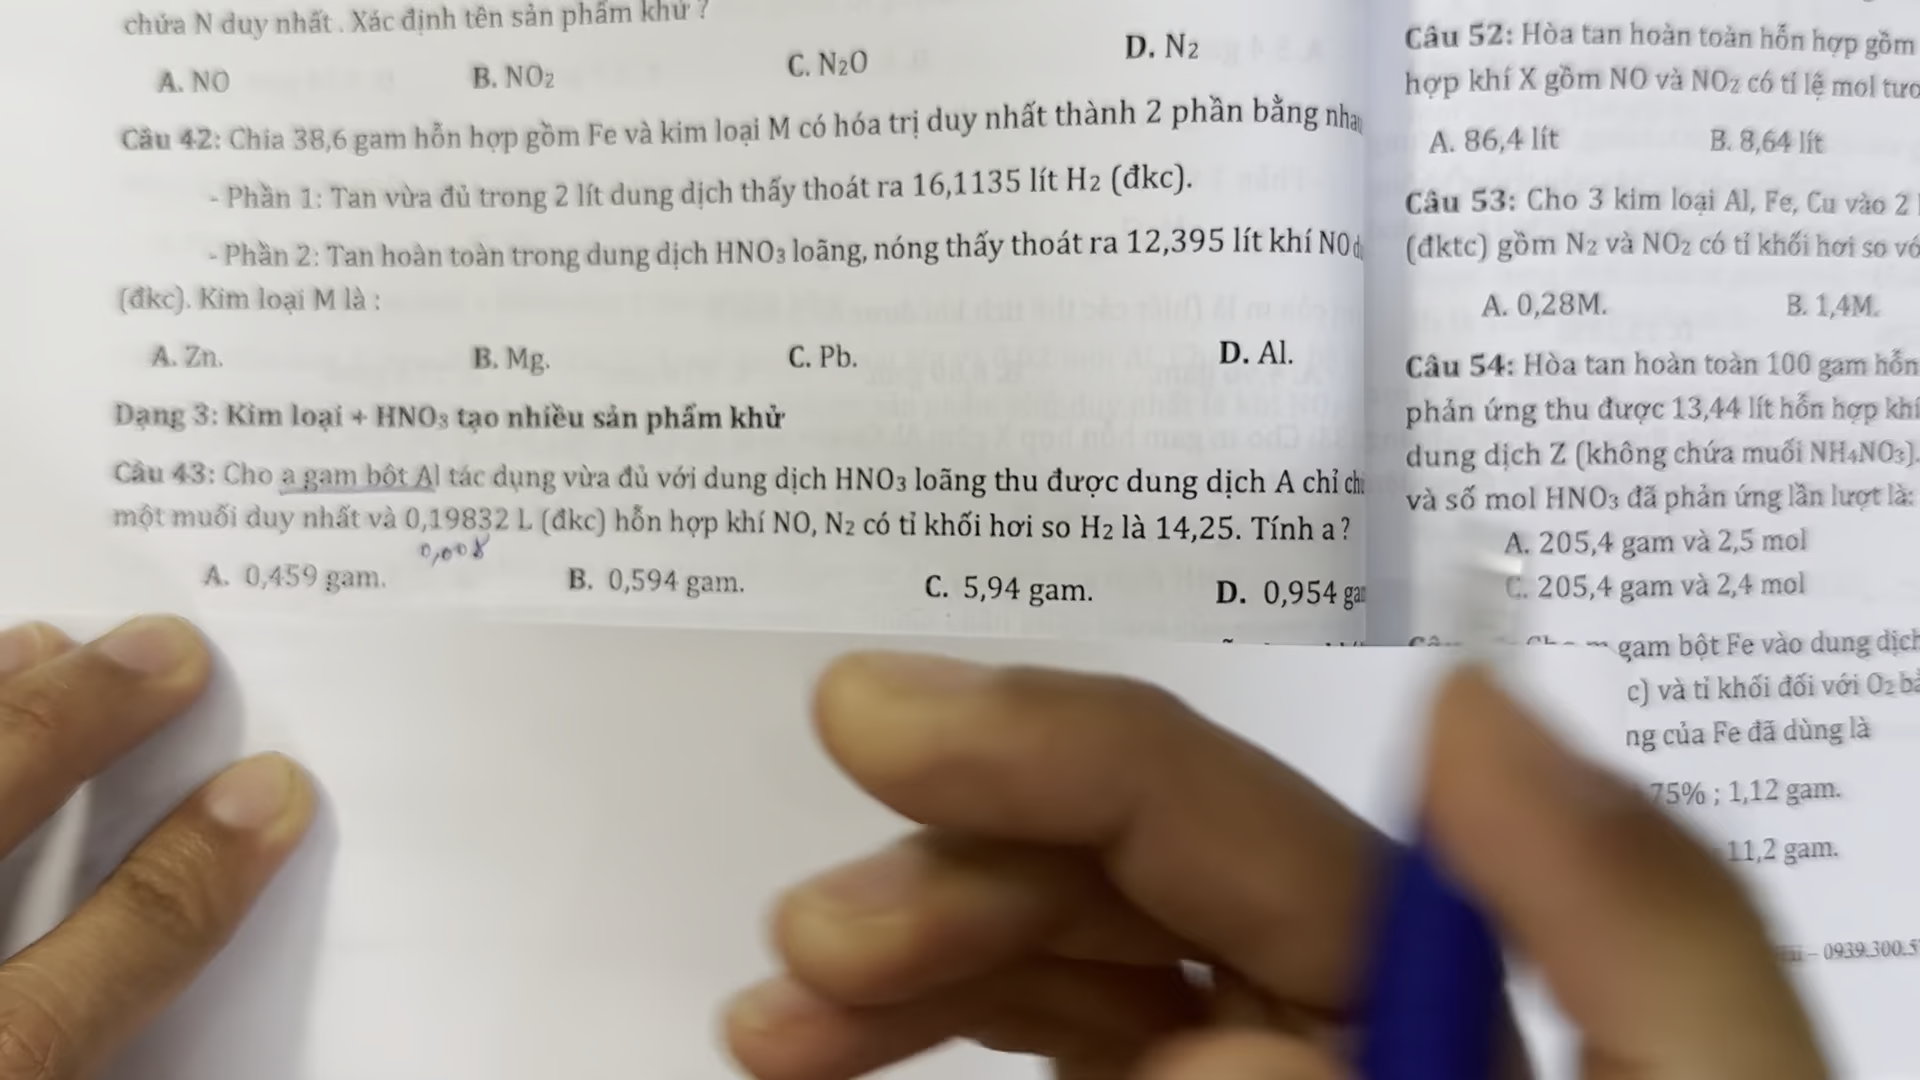 chứa N duy nhất . Xác định tên sản phẩm khử ?
A. NO B. NO₂ C. N₂O D. N₂
Câu 42: Chia 38,6 gam hỗn hợp gồm Fe và kim loại M có hóa trị duy nhất thành 2 phần bằng
- Phần 1: Tan vừa đủ trong 2 lít dung dịch thấy thoát ra 16,1135 lít H₂ (đkc).
- Phần 2: Tan hoàn toàn trong dung dịch HNO₃ loãng, nóng thấy thoát ra 12,395 lít khí NO
(đkc). Kim loại M là :
A. Zn. B. Mg. C. Pb. D. Al.
Dạng 3: Kim loại + HNO₃ tạo nhiều sản phẩm khử
Câu 43: Cho a gam bột Al tác dụng vừa đủ với dung dịch HNO₃ loãng thu được dung dịch A chỉ
một muối duy nhất và 0,19832 L (đkc) hỗn hợp khí NO, N₂ có tỉ khối hơi so H₂ là 14,25. Tính a ?
0,008
A. 0,459 gam. B. 0,594 gam. C. 5,94 gam. D. 0,954
Câu 52: Hòa tan hoàn toàn hỗn hợp gồm
hợp khí X gồm NO và NO₂ có tỉ lệ mol
A. 86,4 lít B. 8,64 lít
Câu 53: Cho 3 kim loại Al, Fe, Cu vào 2
(đktc) gồm N₂ và NO₂ có tỉ khối hơi so
A. 0,28M. B. 1,4M.
Câu 54: Hòa tan hoàn toàn 100 gam hỗn
phản ứng thu được 13,44 lít hỗn hợp khí
dung dịch Z (không chứa muối NH₄NO₃).
và số mol HNO₃ đã phản ứng lần lượt là:
A. 205,4 gam và 2,5 mol
C. 205,4 gam và 2,4 mol
gam bột Fe vào dung dịch
c) và tỉ khối đối với O₂
ng của Fe đã dùng là
75% ; 1,12 gam.
11,2 gam.
– 0939.300.5